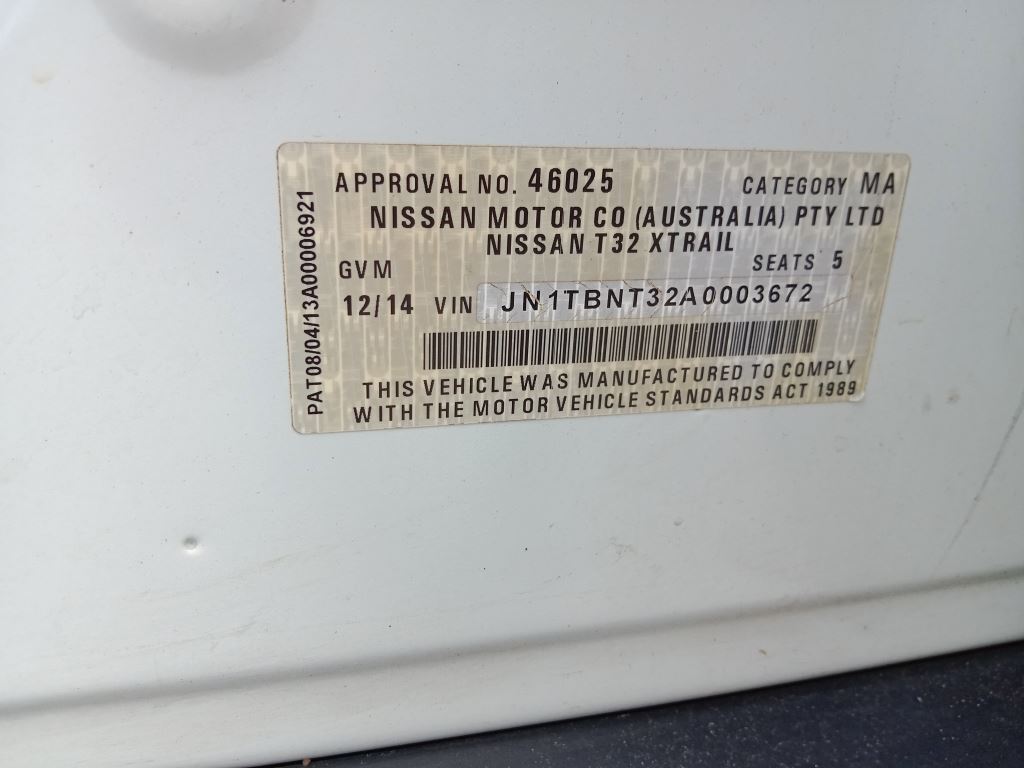 APPROVAL NO. 46025 CATEGORY MA
NISSAN MOTOR CO (AUSTRALIA) PTY LTD
NISSAN T32 XTRAIL
GVM SEATS 5
12/14 VIN JN1TBNT32A0003672
THIS VEHICLE WAS MANUFACTURED TO COMPLY
WITH THE MOTOR VEHICLE STANDARDS ACT 1989
PAT08/04/13A00006921